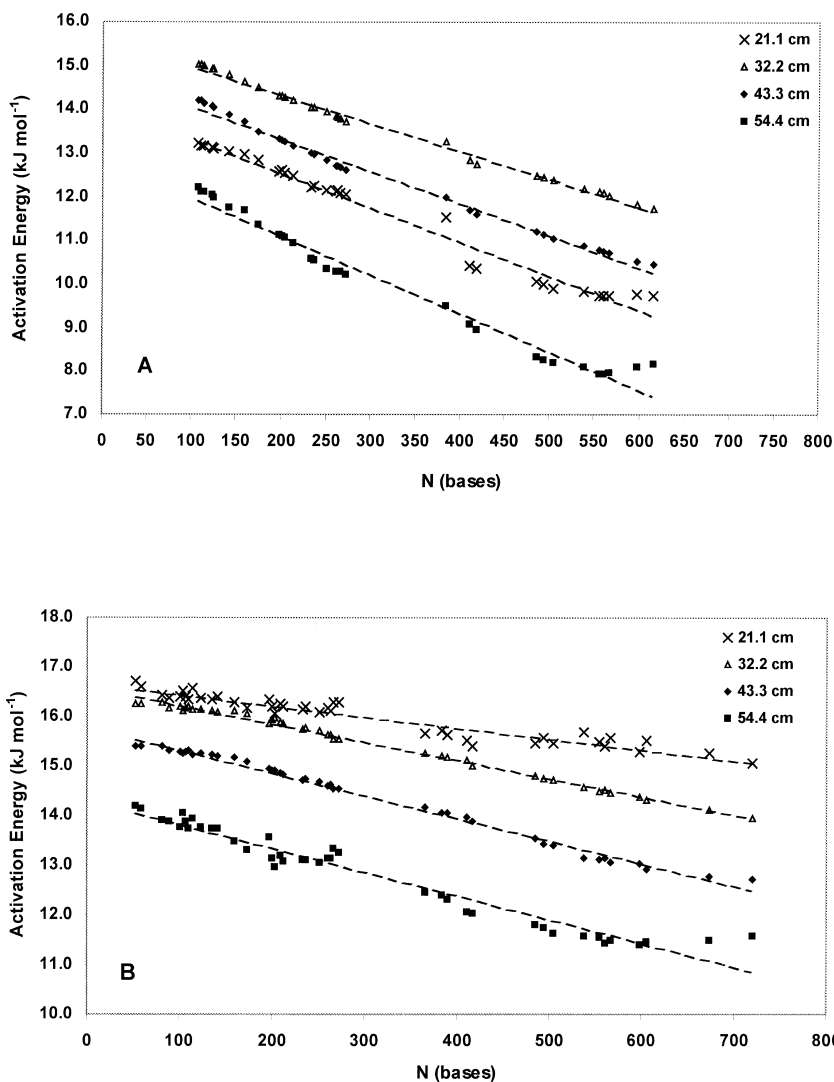 16.0
15.0
14.0
13.0
12.0
11.0
10.0
9.0
8.0
7.0
Activation Energy (kJ mol⁻¹)
21.1 cm
32.2 cm
43.3 cm
54.4 cm
A
0 50 100 150 200 250 300 350 400 450 500 550 600 650 700 750 800
N (bases)
18.0
17.0
16.0
15.0
14.0
13.0
12.0
11.0
10.0
Activation Energy (kJ mol⁻¹)
21.1 cm
32.2 cm
43.3 cm
54.4 cm
B
0 100 200 300 400 500 600 700 800
N (bases)